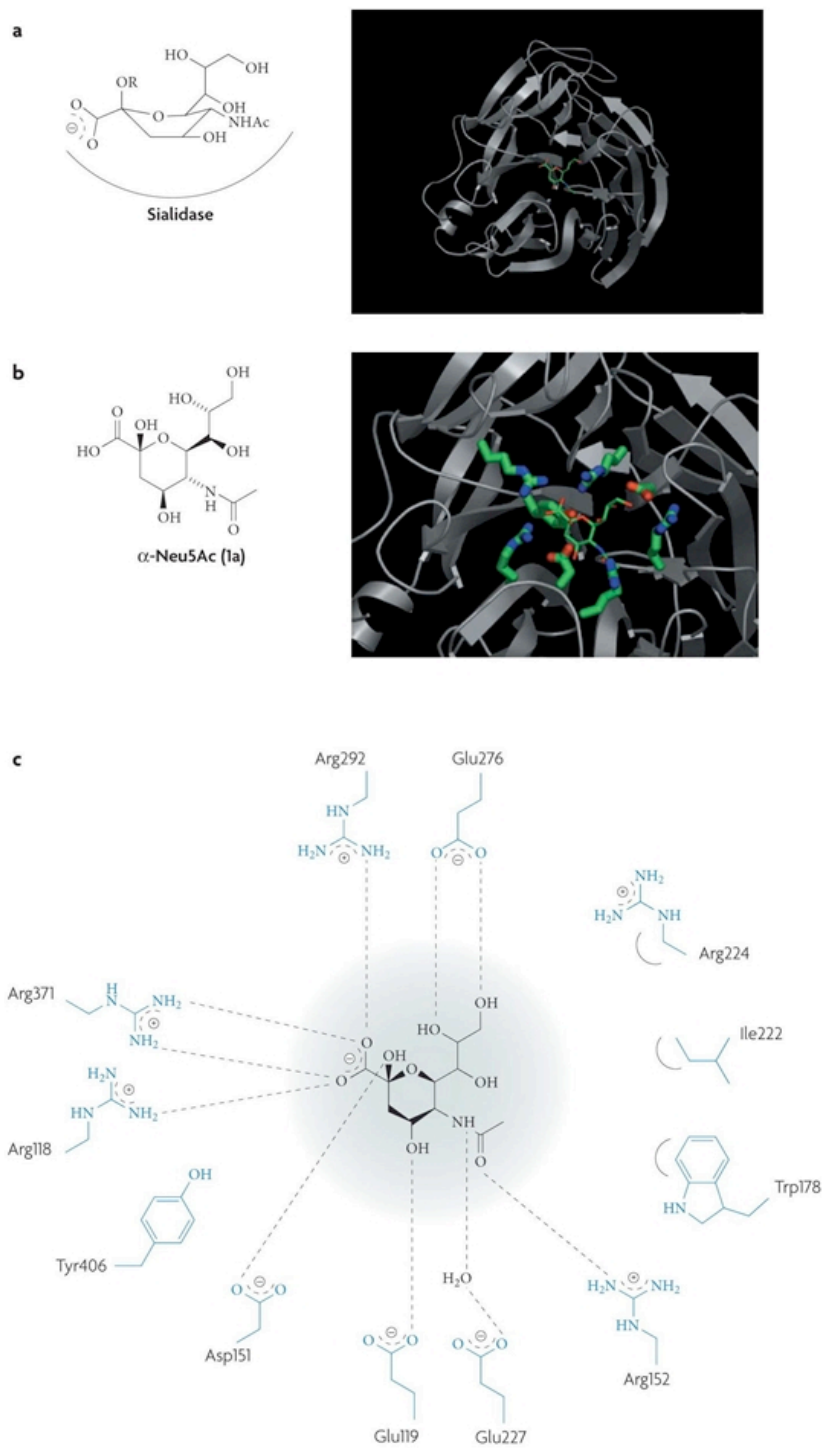 a
HO
OH
OR
O
O
OH
NHAc
O
⊖
OH
Sialidase
b
OH
HO
O
OH
O
HO
OH
N
H
OH
O
α-Neu5Ac (1a)
c
Arg292
Glu276
HN
H₂N
⊕
NH₂
O
⊖
O
NH₂
⊕
H₂N
NH
Arg224
Arg371
H
N
NH₂
⊕
NH₂
OH
HO
O
⊖
OH
O
O
OH
Ile222
H₂N
⊕
HN
NH₂
NH
OH
O
Arg118
OH
HN
Trp178
Tyr406
H₂O
O
⊖
O
H₂N
⊕
NH₂
HN
Asp151
O
⊖
O
O
⊖
O
Arg152
Glu119
Glu227